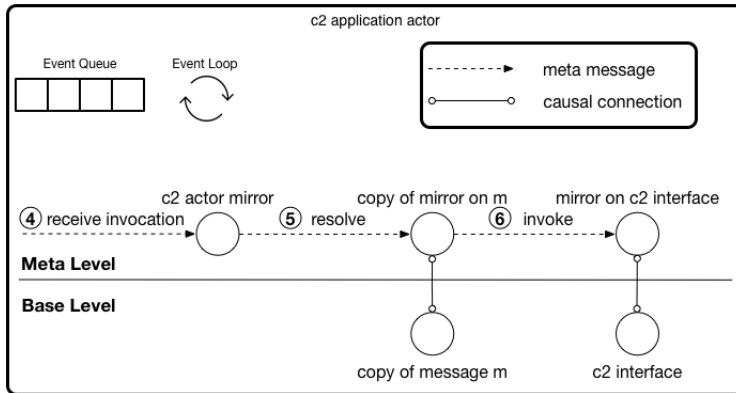 c2 application actor
Event Queue
Event Loop
meta message
causal connection
c2 actor mirror
copy of mirror on m
mirror on c2 interface
4 receive invocation
5 resolve
6 invoke
Meta Level
Base Level
copy of message m
c2 interface